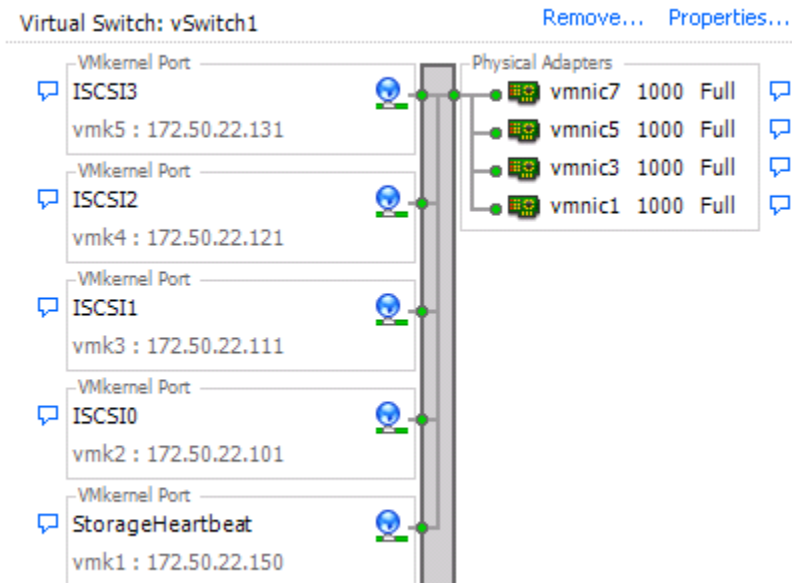 Virtual Switch: vSwitch1 Remove... Properties...
VMkernel Port
ISCSI3
vmk5 : 172.50.22.131
VMkernel Port
ISCSI2
vmk4 : 172.50.22.121
VMkernel Port
ISCSI1
vmk3 : 172.50.22.111
VMkernel Port
ISCSI0
vmk2 : 172.50.22.101
VMkernel Port
StorageHeartbeat
vmk1 : 172.50.22.150
Physical Adapters
vmnic7 1000 Full
vmnic5 1000 Full
vmnic3 1000 Full
vmnic1 1000 Full